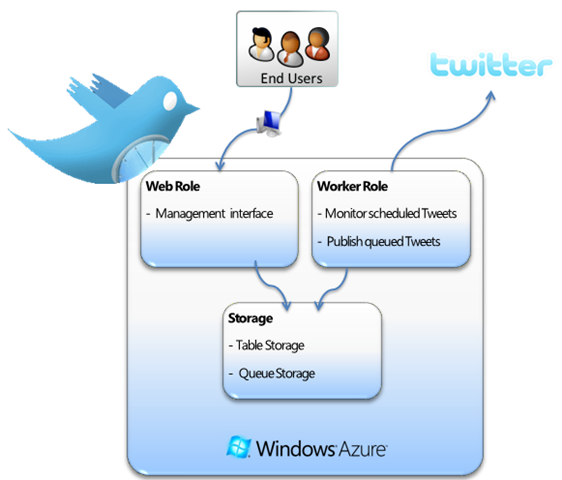 End Users
twitter
Web Role
- Management interface
Worker Role
- Monitor scheduled Tweets
- Publish queued Tweets
Storage
- Table Storage
- Queue Storage
Windows Azure